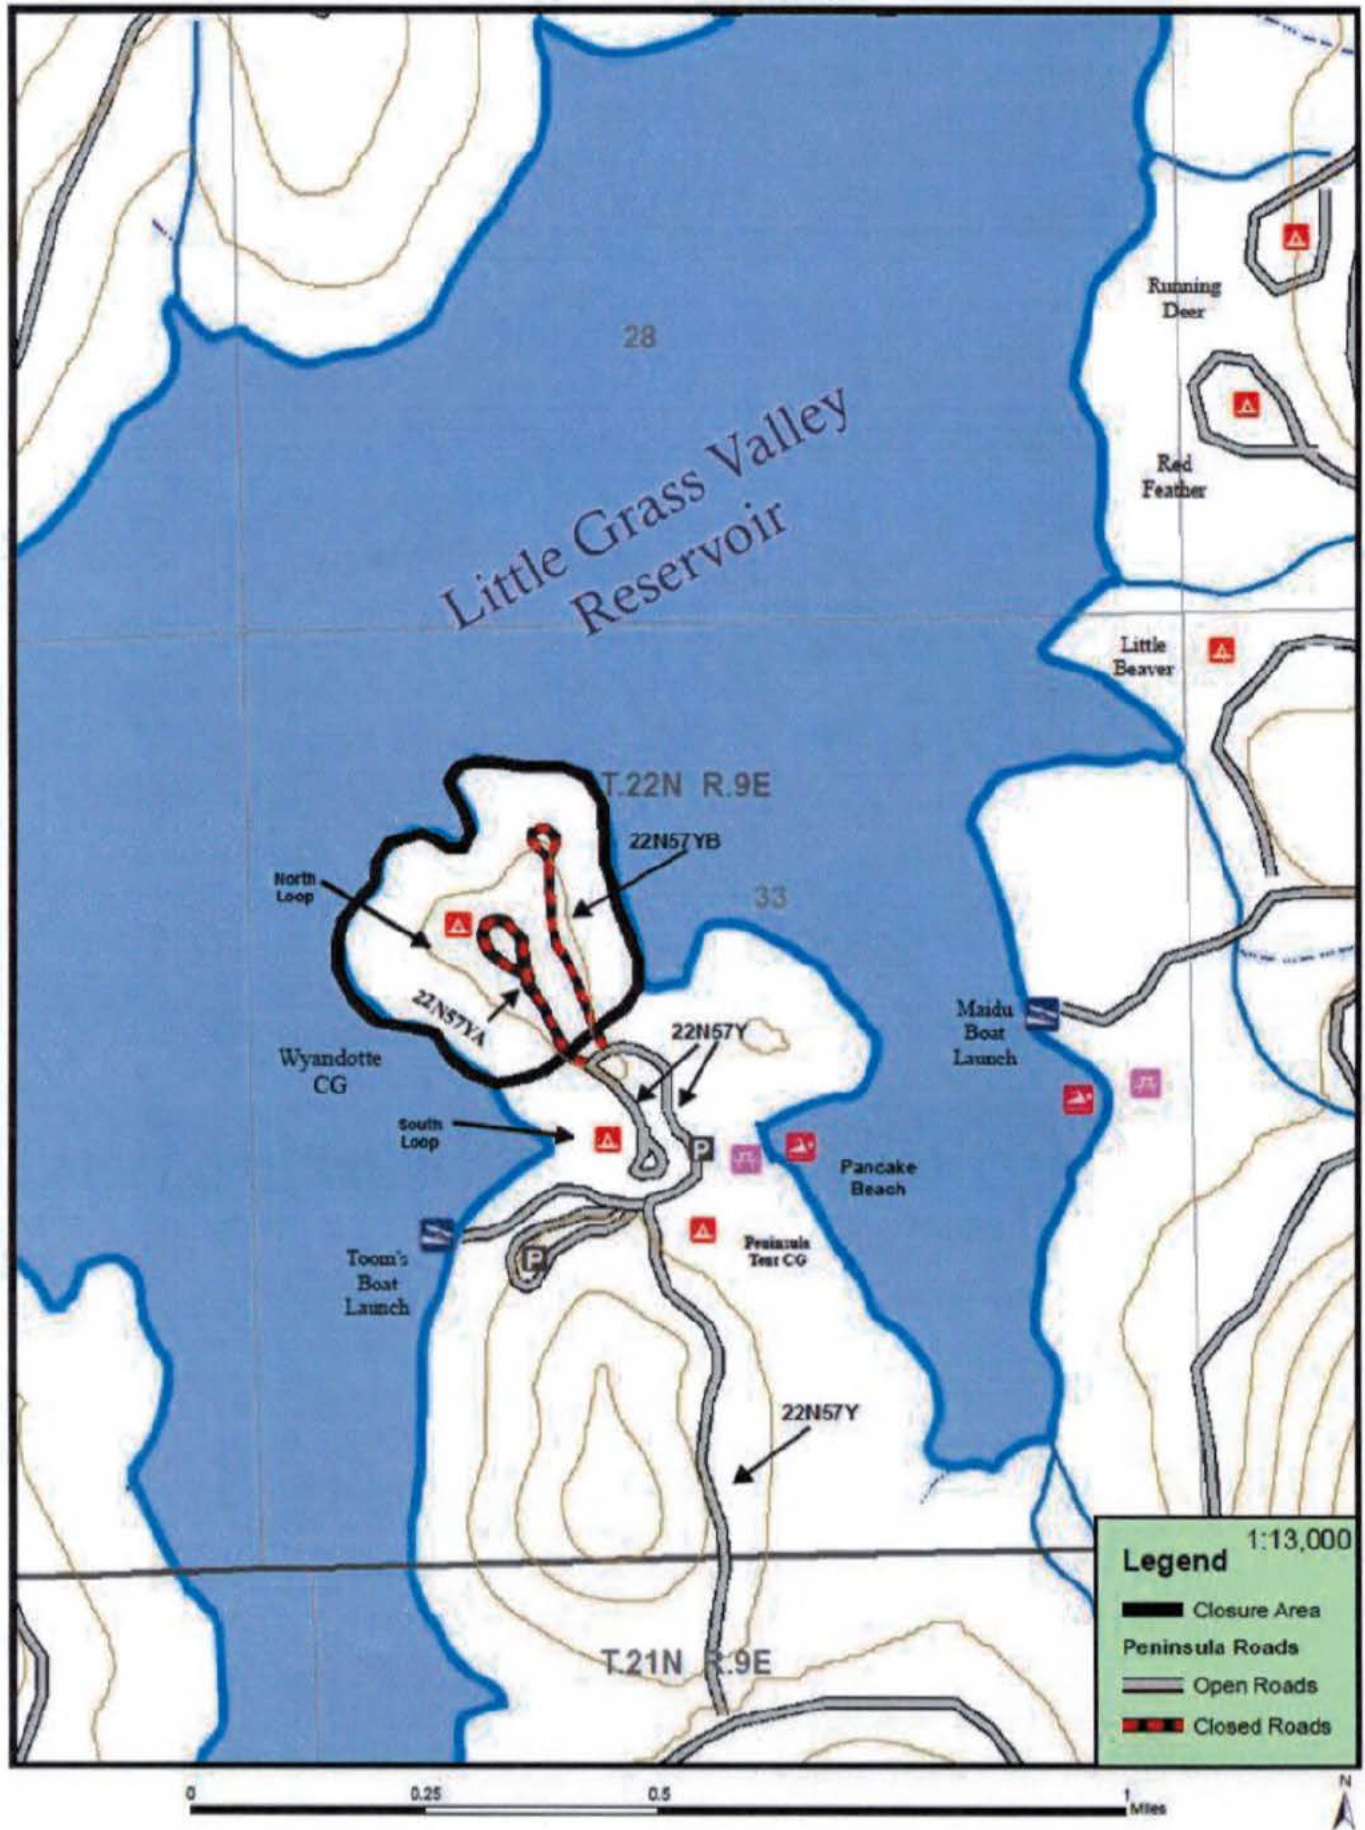 Running
Deer
28
Little Grass Valley
Reservoir
Red
Feather
Little
Beaver
T.22N R.9E
22N57YB
North
Loop
33
22N57YA
22N57Y
Maidu
Boat
Launch
Wyandotte
CG
South
Loop
P
Pancake
Beach
Peninsula
Tent CG
Toom's
Boat
Launch
P
22N57Y
1:13,000
Legend
Closure Area
Peninsula Roads
Open Roads
Closed Roads
T.21N R.9E
0 0.25 0.5 1
Miles
N